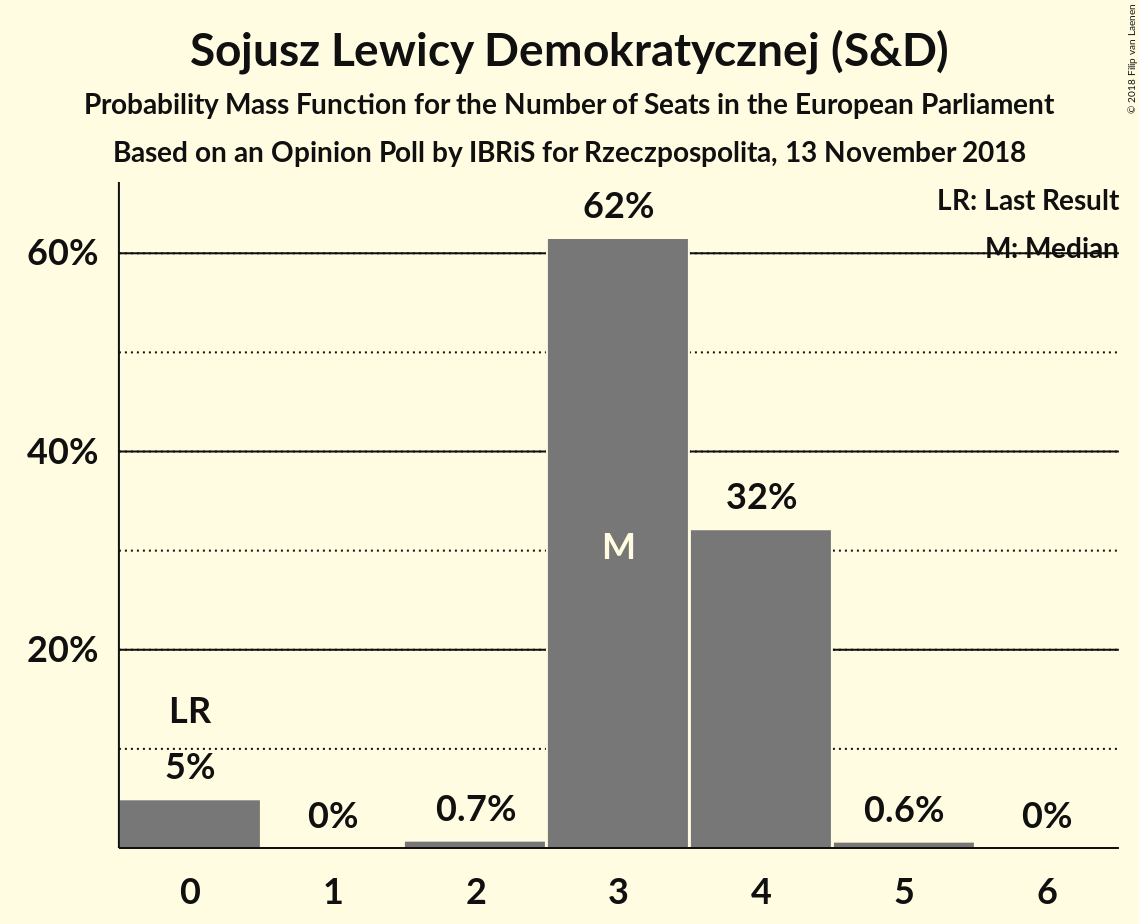 Sojusz Lewicy Demokratycznej (S&D)
Probability Mass Function for the Number of Seats in the European Parliament
Based on an Opinion Poll by IBRiS for Rzeczpospolita, 13 November 2018
© 2018 Filip van Laenen
LR: Last Result
M: Median
62%
60%
40%
32%
M
20%
LR
5%
0%
0.7%
0.6%
0%
0 1 2 3 4 5 6